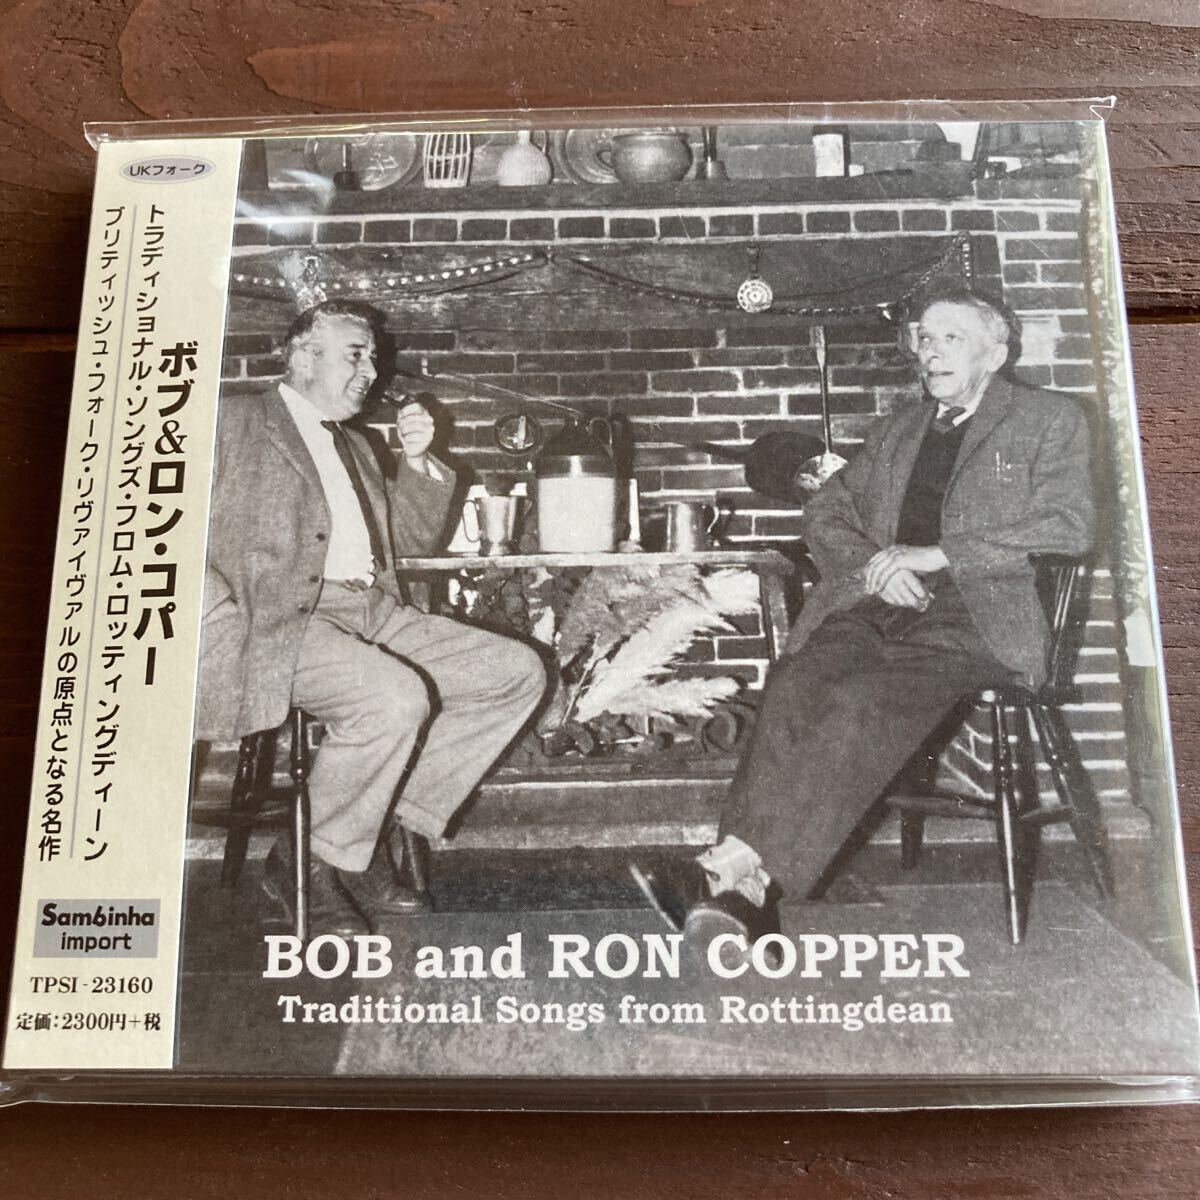 UKフォーク
ボブ&ロン・コパー
トラディショナル・ソングズ・フロム・ロッティングディーン
ブリティッシュ・フォーク・リヴァイヴァルの原点となる名作
Sambinha
import
TPSI-23160
定価:2300円+税
BOB and RON COPPER
Traditional Songs from Rottingdean